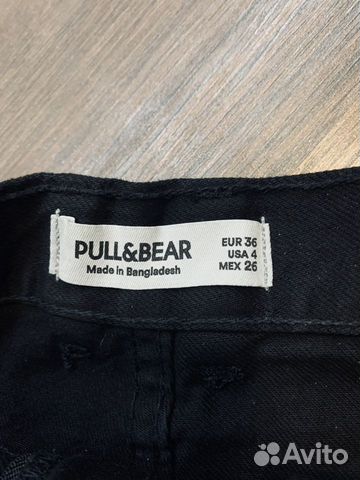 PULL&BEAR
Made in Bangladesh
EUR 36
USA 4
MEX 26
Avito